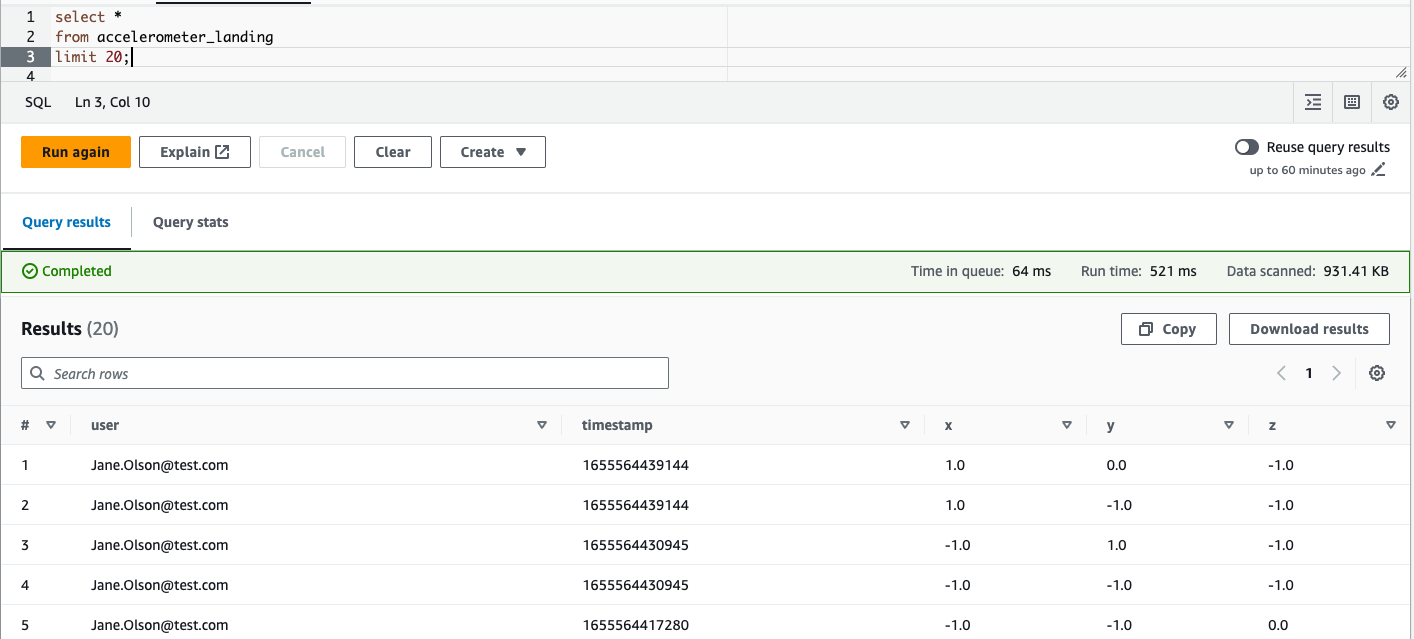 1 select *
2 from accelerometer_landing
3 limit 20;
4
SQL Ln 3, Col 10
Run again Explain Cancel Clear Create Reuse query results
up to 60 minutes ago
Query results Query stats
Completed Time in queue: 64 ms Run time: 521 ms Data scanned: 931.41 KB
Results (20) Copy Download results
Search rows 1
# user timestamp x y z
1 Jane.Olson@test.com 1655564439144 1.0 0.0 -1.0
2 Jane.Olson@test.com 1655564439144 1.0 -1.0 -1.0
3 Jane.Olson@test.com 1655564430945 -1.0 1.0 -1.0
4 Jane.Olson@test.com 1655564430945 -1.0 -1.0 -1.0
5 Jane.Olson@test.com 1655564417280 -1.0 -1.0 0.0